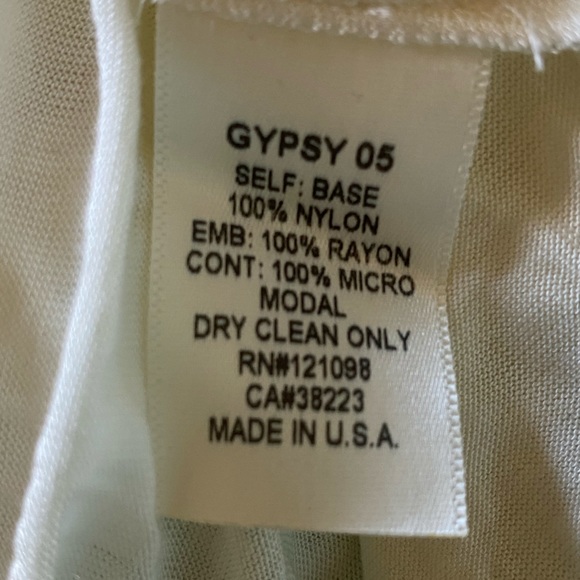 GYPSY 05
SELF: BASE
100% NYLON
EMB: 100% RAYON
CONT: 100% MICRO
MODAL
DRY CLEAN ONLY
RN#121098
CA#38223
MADE IN U.S.A.